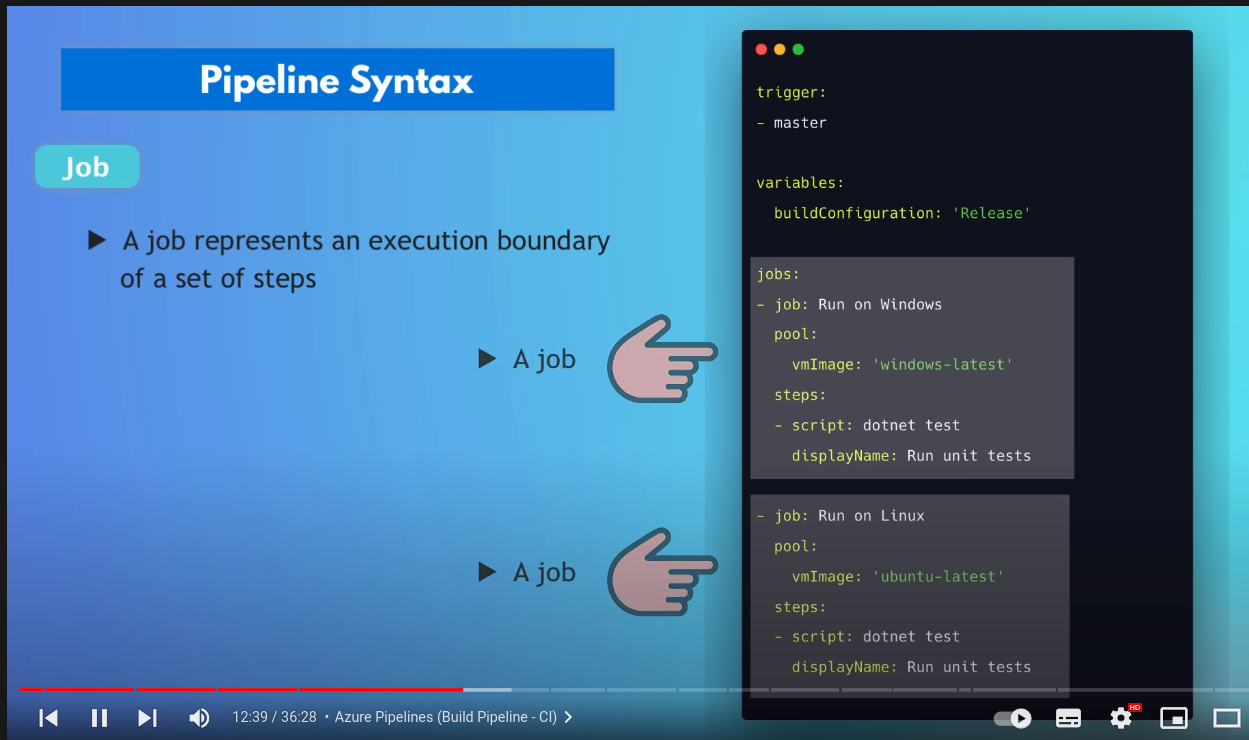 Pipeline Syntax
Job
A job represents an execution boundary
of a set of steps
A job
A job
trigger:
- master
variables:
  buildConfiguration: 'Release'
jobs:
- job: Run on Windows
  pool:
    vmImage: 'windows-latest'
  steps:
  - script: dotnet test
    displayName: Run unit tests
- job: Run on Linux
  pool:
    vmImage: 'ubuntu-latest'
  steps:
  - script: dotnet test
    displayName: Run unit tests
12:39 / 36:28 • Azure Pipelines (Build Pipeline - CI)
HD